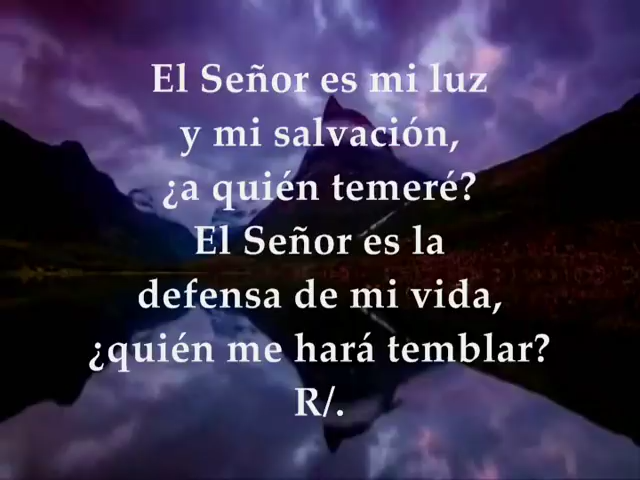 El Señor es mi luz
y mi salvación,
¿a quién temeré?
El Señor es la
defensa de mi vida,
¿quién me hará temblar?
R/.